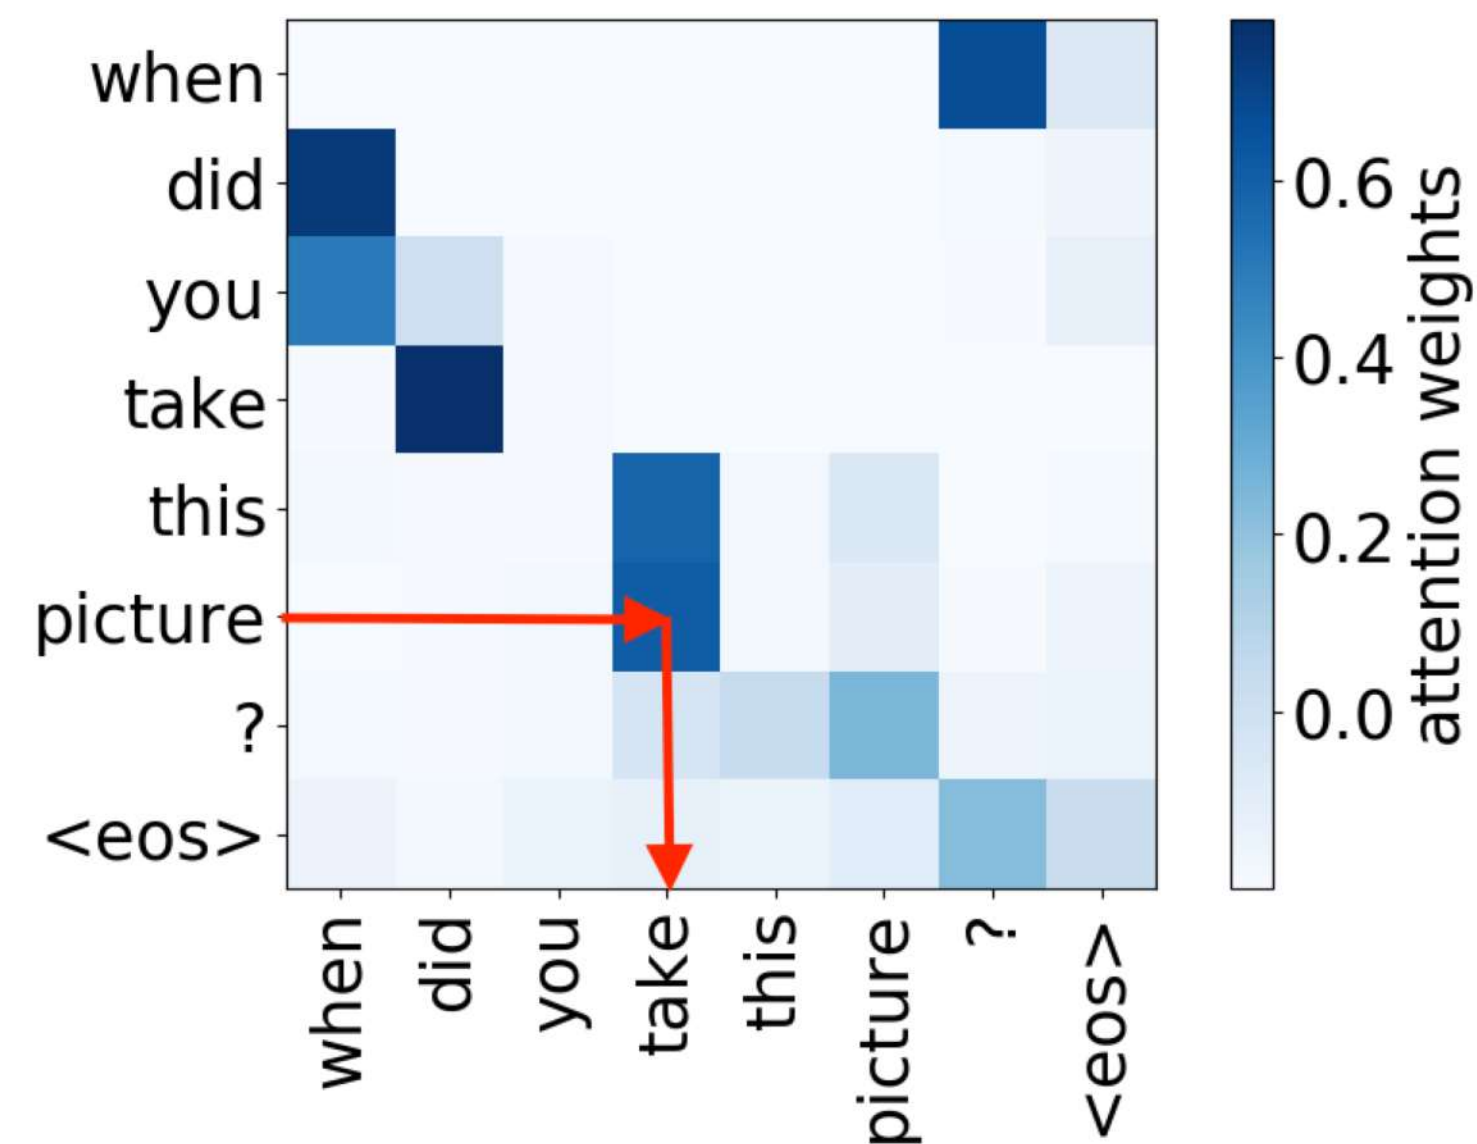 when
did
you
take
this
picture
?
<eos>
when
did
you
take
this
picture
?
<eos>
0.6
0.4
0.2
0.0
attention weights